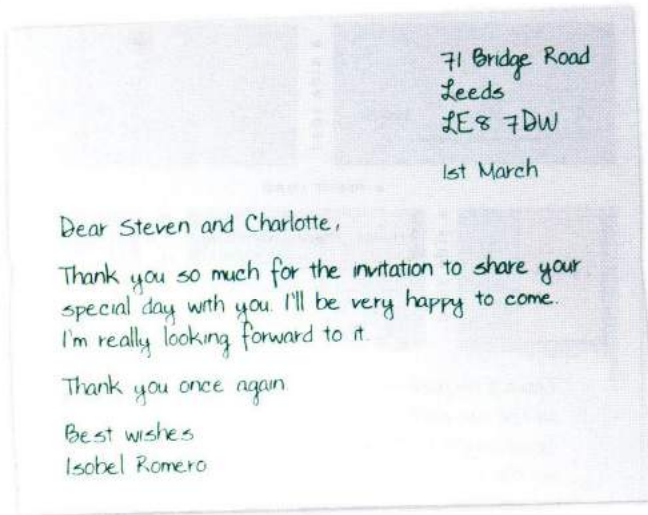 71 Bridge Road
Leeds
LE8 7DW
1st March
Dear Steven and Charlotte,
Thank you so much for the invitation to share your
special day with you. I'll be very happy to come.
I'm really looking forward to it.
Thank you once again.
Best wishes
Isobel Romero